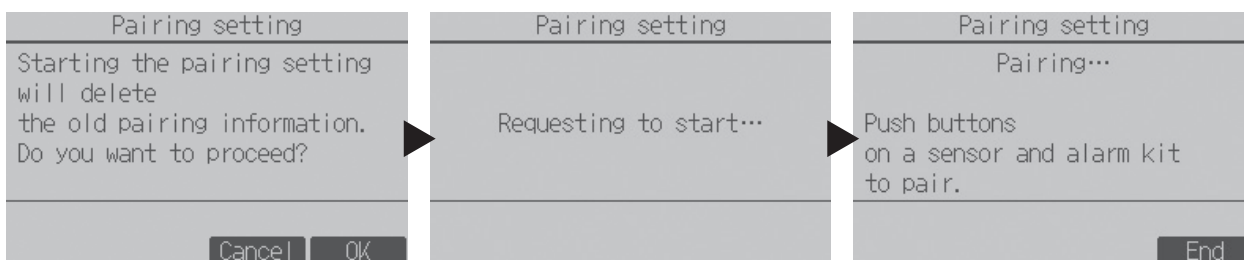 Pairing setting
Starting the pairing setting
will delete
the old pairing information.
Do you want to proceed?
Cancel OK
Pairing setting
Requesting to start…
Pairing setting
Pairing…
Push buttons
on a sensor and alarm kit
to pair.
End